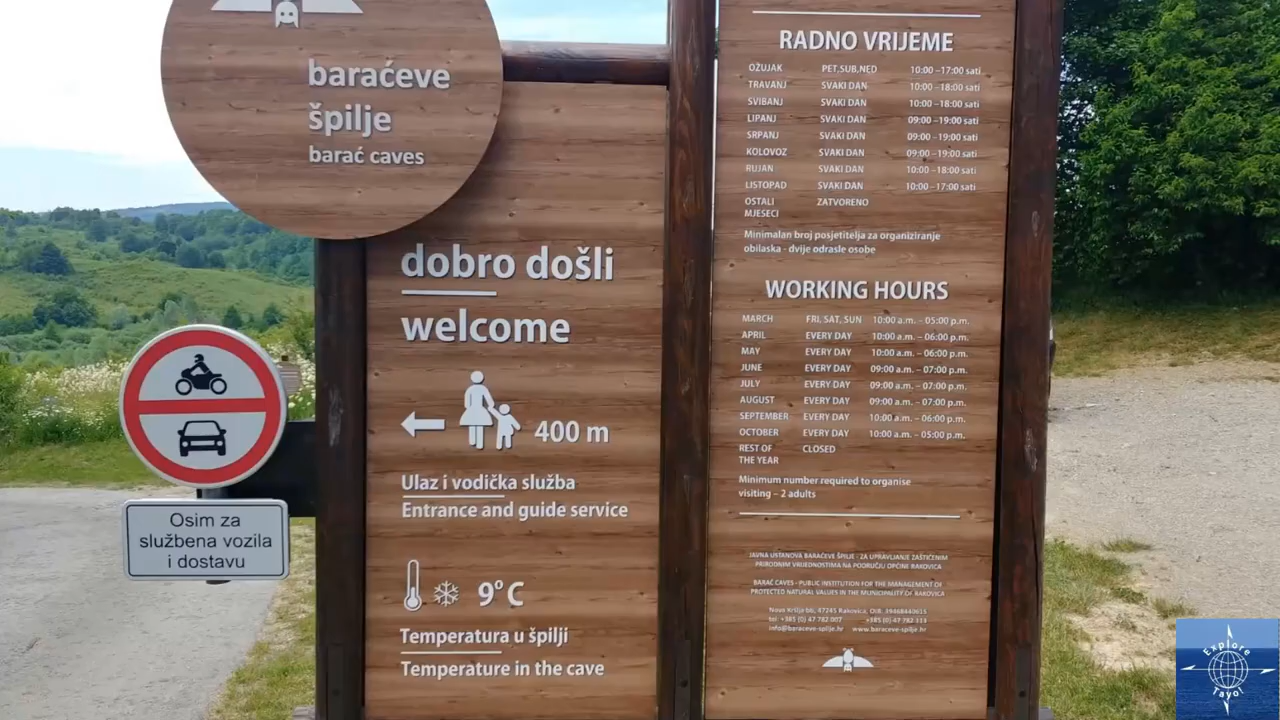 baraćeve
špilje
barać caves
dobro došli
welcome
400 m
Ulaz i vodička služba
Entrance and guide service
9° C
Temperatura u špilji
Temperature in the cave
Osim za
službena vozila
i dostavu
RADNO VRIJEME
OŽUJAK PET,SUB,NED 10:00 –17:00 sati
TRAVANJ SVAKI DAN 10:00 –18:00 sati
SVIBANJ SVAKI DAN 10:00 –18:00 sati
LIPANJ SVAKI DAN 09:00 –19:00 sati
SRPANJ SVAKI DAN 09:00 –19:00 sati
KOLOVOZ SVAKI DAN 09:00 –19:00 sati
RUJAN SVAKI DAN 10:00 –18:00 sati
LISTOPAD SVAKI DAN 10:00 –17:00 sati
OSTALI ZATVORENO
MJESECI
Minimalan broj posjetitelja za organiziranje
obilaska - dvije odrasle osobe
WORKING HOURS
MARCH FRI, SAT, SUN 10:00 a.m. – 05:00 p.m.
APRIL EVERY DAY 10:00 a.m. – 06:00 p.m.
MAY EVERY DAY 10:00 a.m. – 06:00 p.m.
JUNE EVERY DAY 09:00 a.m. – 07:00 p.m.
JULY EVERY DAY 09:00 a.m. – 07:00 p.m.
AUGUST EVERY DAY 09:00 a.m. – 07:00 p.m.
SEPTEMBER EVERY DAY 10:00 a.m. – 06:00 p.m.
OCTOBER EVERY DAY 10:00 a.m. – 05:00 p.m.
REST OF CLOSED
THE YEAR
Minimum number required to organise
visiting – 2 adults
JAVNA USTANOVA BARAĆEVE ŠPILJE - ZA UPRAVLJANJE ZAŠTIĆENIM
PRIRODNIM VRIJEDNOSTIMA NA PODRUČJU OPĆINE RAKOVICA
BARAĆ CAVES - PUBLIC INSTITUTION FOR THE MANAGEMENT OF
PROTECTED NATURAL VALUES IN THE MUNICIPALITY OF RAKOVICA
Nova Kršlja bb, 47245 Rakovica, OIB:
tel: +385 (0) 47 782 007 +385 (0) 47 782 113
info@baraceve-spilje.hr www.baraceve-spilje.hr
Explore
Tayo!